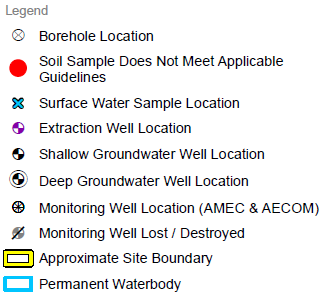 Legend
Borehole Location
Soil Sample Does Not Meet Applicable
Guidelines
Surface Water Sample Location
Extraction Well Location
Shallow Groundwater Well Location
Deep Groundwater Well Location
Monitoring Well Location (AMEC & AECOM)
Monitoring Well Lost / Destroyed
Approximate Site Boundary
Permanent Waterbody